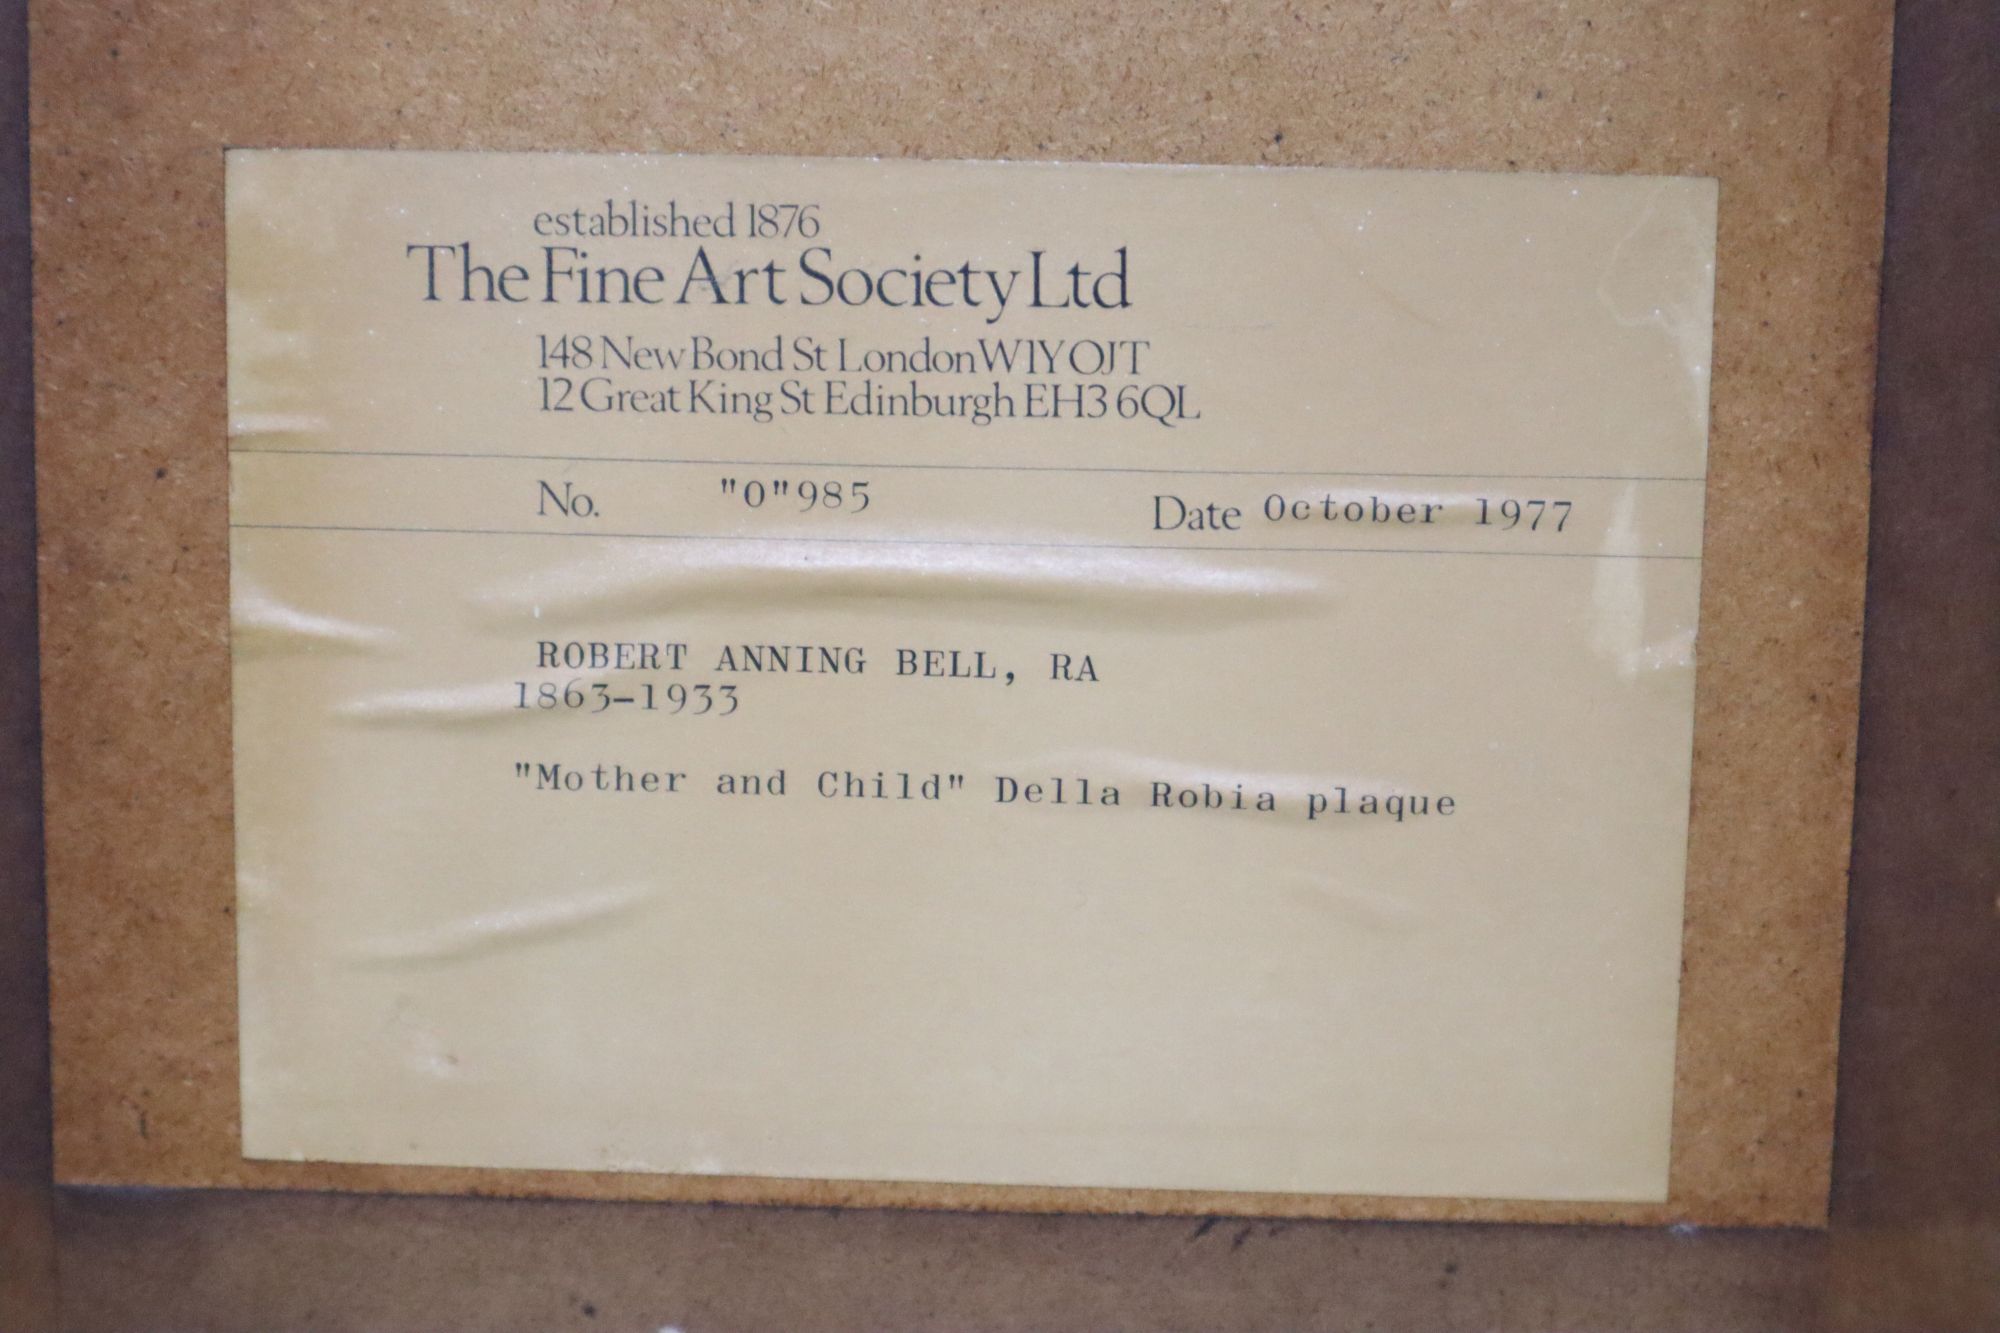 established 1876
The Fine Art Society Ltd
148 New Bond St London W1Y OJT
12 Great King St Edinburgh EH3 6QL
No. "0"985 Date October 1977
ROBERT ANNING BELL, RA
1863-1933
"Mother and Child" Della Robia plaque